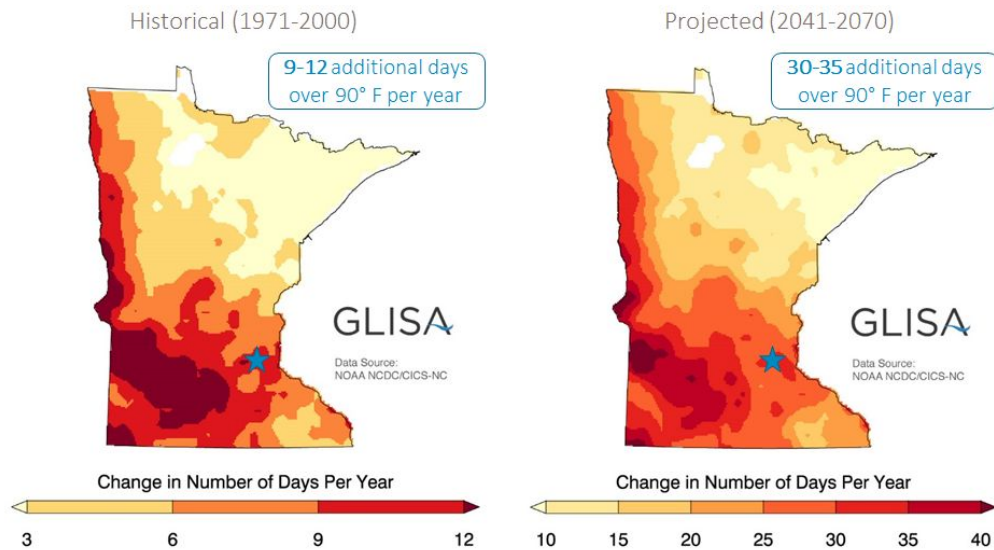 Historical (1971-2000)
9-12 additional days
over 90° F per year
GLISA
Data Source:
NOAA NCDC/CICS-NC
Change in Number of Days Per Year
3 6 9 12
Projected (2041-2070)
30-35 additional days
over 90° F per year
GLISA
Data Source:
NOAA NCDC/CICS-NC
Change in Number of Days Per Year
10 15 20 25 30 35 40